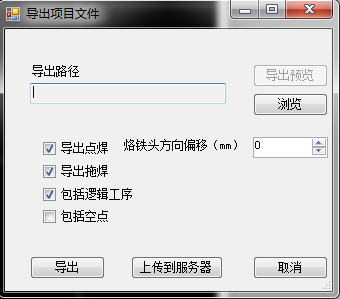 导出项目文件
导出路径
导出预览
浏览
导出点焊 烙铁头方向偏移（mm） 0
导出拖焊
包括逻辑工序
包括空点
导出 上传到服务器 取消